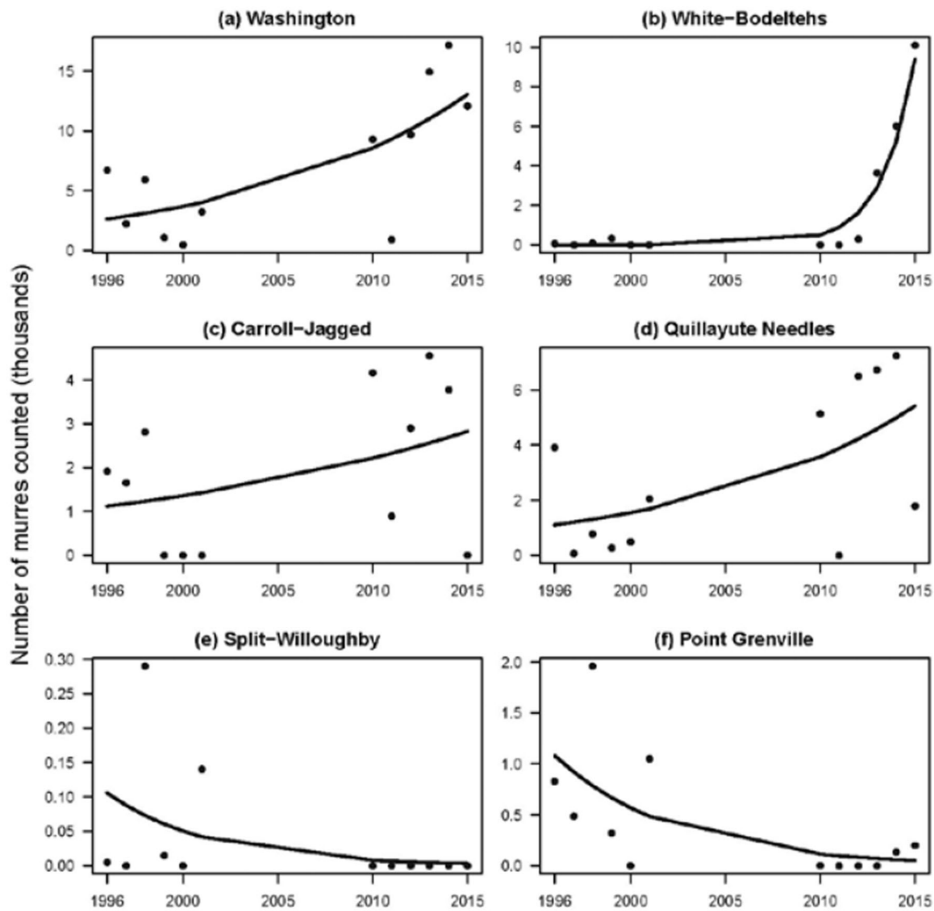 (a) Washington
15
10
5
0
1996 2000 2005 2010 2015
(b) White-Bodeltehs
10
8
6
4
2
0
1996 2000 2005 2010 2015
(c) Carroll-Jagged
4
3
2
1
0
1996 2000 2005 2010 2015
(d) Quillayute Needles
6
4
2
0
1996 2000 2005 2010 2015
(e) Split-Willoughby
0.30
0.25
0.20
0.15
0.10
0.05
0.00
1996 2000 2005 2010 2015
(f) Point Grenville
2.0
1.5
1.0
0.5
0.0
1996 2000 2005 2010 2015
Number of murres counted (thousands)